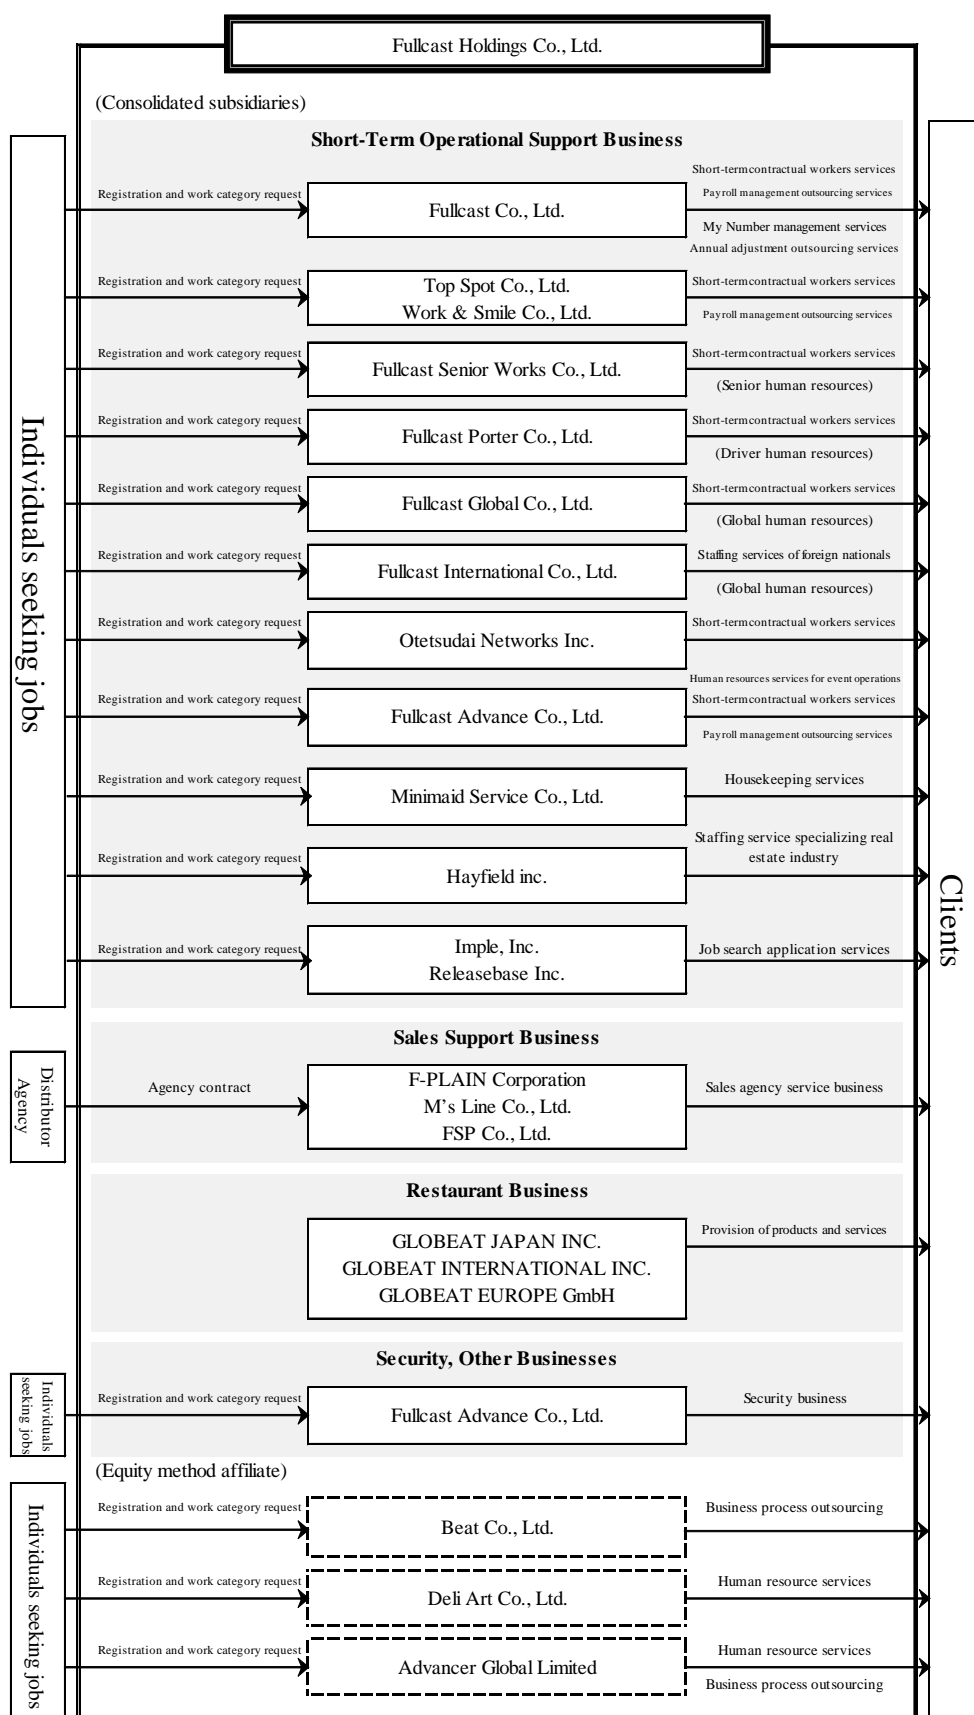 Fullcast Holdings Co., Ltd.
(Consolidated subsidiaries)
Individuals seeking jobs
Clients
Short-Term Operational Support Business
Registration and work category request
Fullcast Co., Ltd.
Short-termcontractual workers services
Payroll management outsourcing services
My Number management services
Annual adjustment outsourcing services
Registration and work category request
Top Spot Co., Ltd.
Work & Smile Co., Ltd.
Short-termcontractual workers services
Payroll management outsourcing services
Registration and work category request
Fullcast Senior Works Co., Ltd.
Short-termcontractual workers services
(Senior human resources)
Registration and work category request
Fullcast Porter Co., Ltd.
Short-termcontractual workers services
(Driver human resources)
Registration and work category request
Fullcast Global Co., Ltd.
Short-termcontractual workers services
(Global human resources)
Registration and work category request
Fullcast International Co., Ltd.
Staffing services of foreign nationals
(Global human resources)
Registration and work category request
Otetsudai Networks Inc.
Short-termcontractual workers services
Registration and work category request
Fullcast Advance Co., Ltd.
Human resources services for event operations
Short-termcontractual workers services
Payroll management outsourcing services
Registration and work category request
Minimaid Service Co., Ltd.
Housekeeping services
Registration and work category request
Hayfield inc.
Staffing service specializing real
estate industry
Registration and work category request
Imple, Inc.
Releasebase Inc.
Job search application services
Sales Support Business
Distributor
Agency
Agency contract
F-PLAIN Corporation
M's Line Co., Ltd.
FSP Co., Ltd.
Sales agency service business
Restaurant Business
GLOBEAT JAPAN INC.
GLOBEAT INTERNATIONAL INC.
GLOBEAT EUROPE GmbH
Provision of products and services
Security, Other Businesses
Individuals
seeking jobs
Registration and work category request
Fullcast Advance Co., Ltd.
Security business
(Equity method affiliate)
Individuals seeking jobs
Registration and work category request
Beat Co., Ltd.
Business process outsourcing
Registration and work category request
Deli Art Co., Ltd.
Human resource services
Registration and work category request
Advancer Global Limited
Human resource services
Business process outsourcing